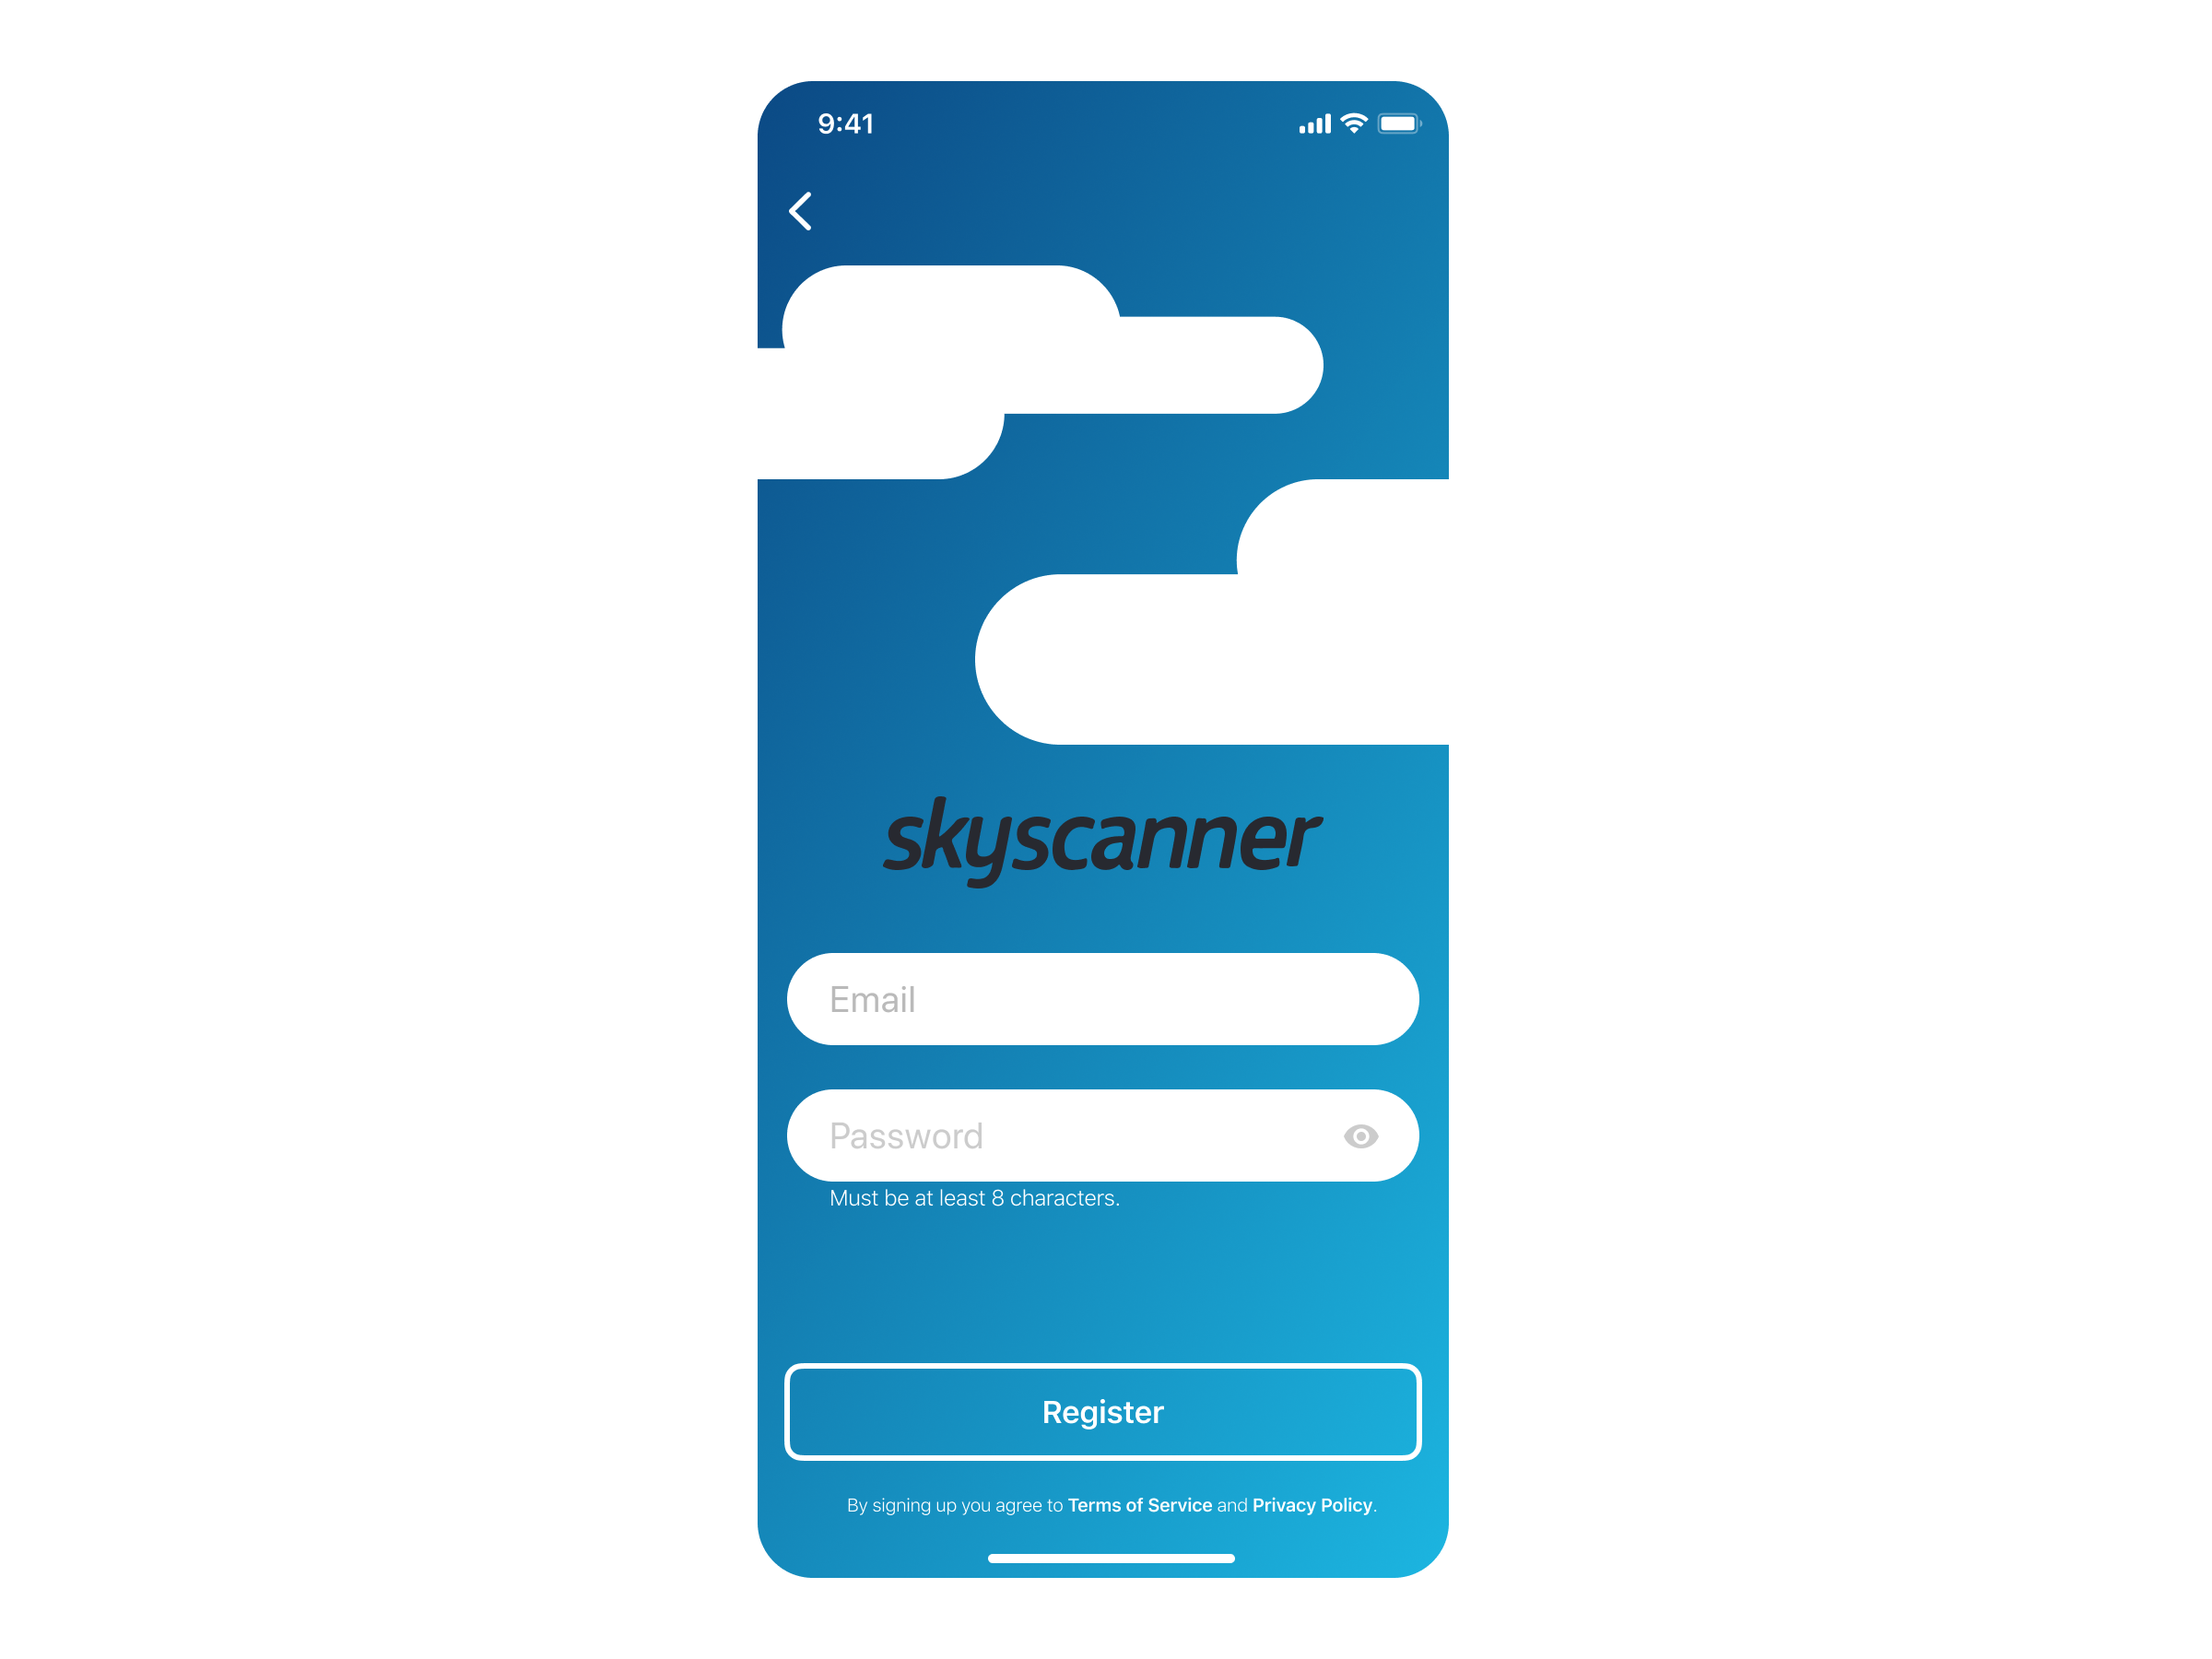 9:41
skyscanner
Email
Password
Must be at least 8 characters.
Register
By signing up you agree to Terms of Service and Privacy Policy.